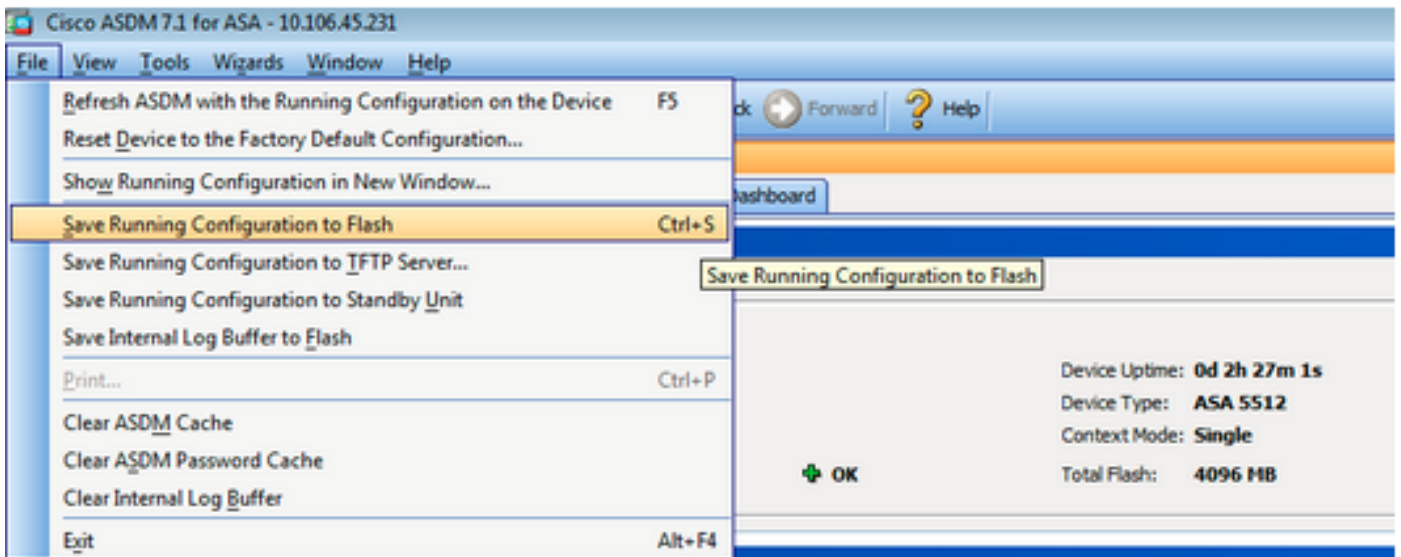 Cisco ASDM 7.1 for ASA - 10.106.45.231
File View Tools Wizards Window Help
Refresh ASDM with the Running Configuration on the Device F5
ck Forward Help
Reset Device to the Factory Default Configuration...
Show Running Configuration in New Window...
Dashboard
Save Running Configuration to Flash Ctrl+S
Save Running Configuration to TFTP Server...
Save Running Configuration to Flash
Save Running Configuration to Standby Unit
Save Internal Log Buffer to Flash
Print... Ctrl+P
Device Uptime: 0d 2h 27m 1s
Device Type: ASA 5512
Clear ASDM Cache
Context Mode: Single
Clear ASDM Password Cache
OK
Total Flash: 4096 MB
Clear Internal Log Buffer
Exit Alt+F4